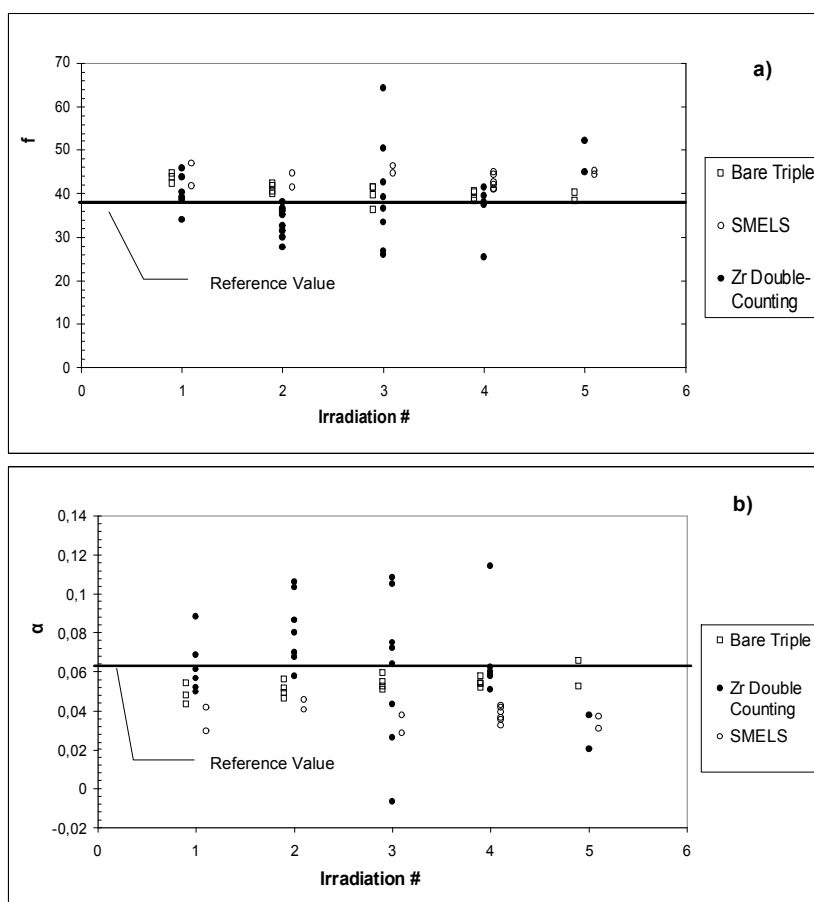 a)
70
60
50
40
30
20
10
0
f
0 1 2 3 4 5 6
Irradiation #
Reference Value
Bare Triple
SMELS
Zr Double-
Counting
b)
0,14
0,12
0,1
0,08
0,06
0,04
0,02
0
-0,02
α
0 1 2 3 4 5 6
Irradiation #
Reference Value
Bare Triple
Zr Double
Counting
SMELS